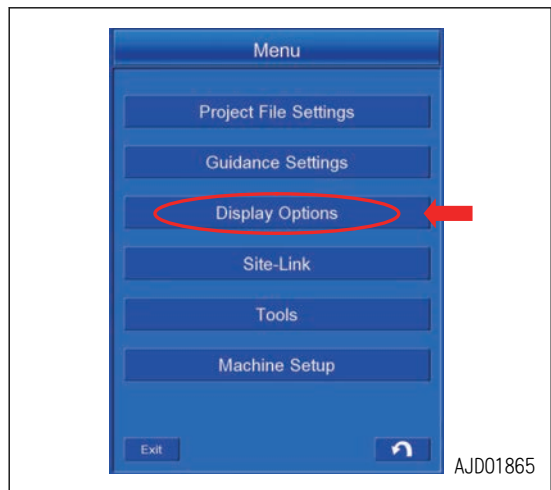 Menu
Project File Settings
Guidance Settings
Display Options
Site-Link
Tools
Machine Setup
Exit
AJD01865